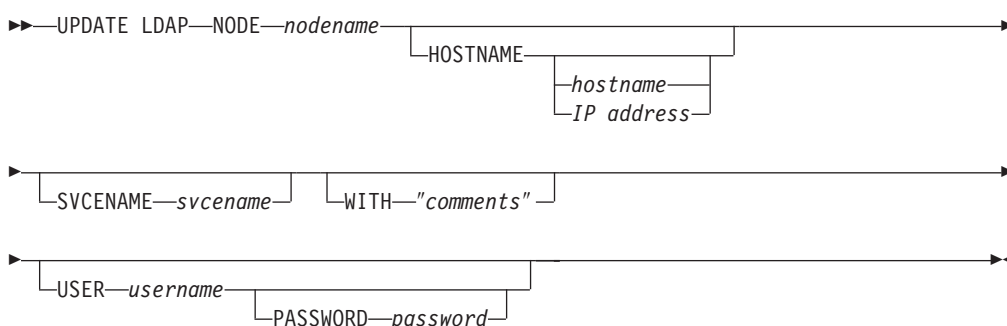 UPDATE LDAP NODE nodename
HOSTNAME
hostname
IP address
SVCENAME svcename WITH "comments"
USER username
PASSWORD password